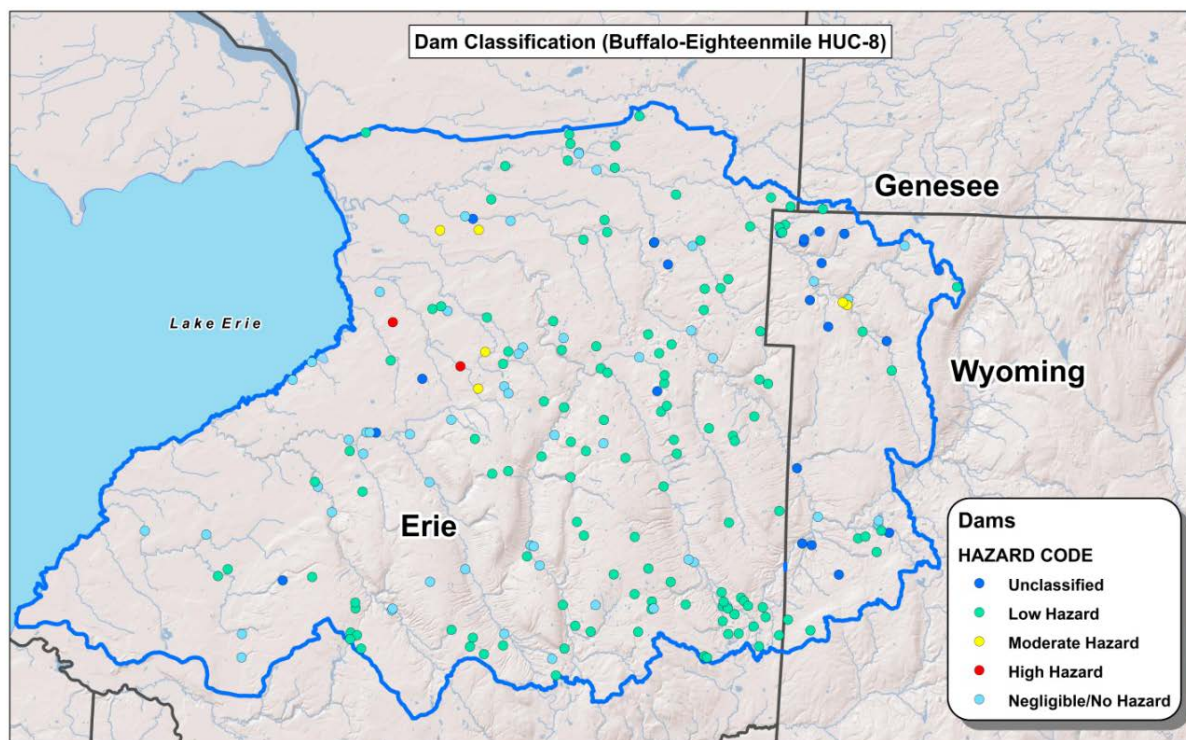 Dam Classification (Buffalo-Eighteenmile HUC-8)
Genesee
Lake Erie
Wyoming
Erie
Dams
HAZARD CODE
Unclassified
Low Hazard
Moderate Hazard
High Hazard
Negligible/No Hazard